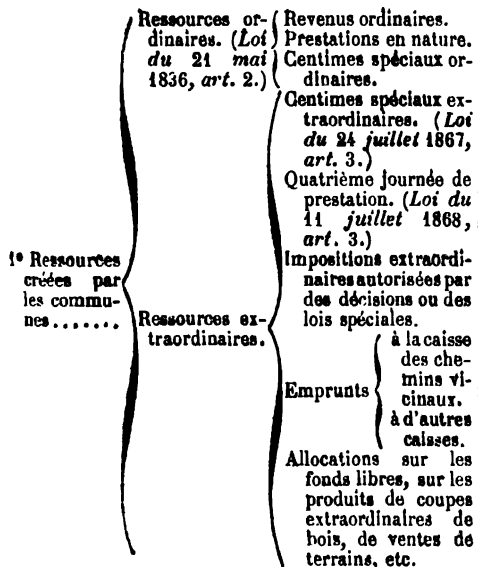 1° Ressources
créées par
les commu-
nes.......
Ressources or-
dinaires. (Loi
du 21 mai
1836, art. 2.)
Revenus ordinaires.
Prestations en nature.
Centimes spéciaux or-
dinaires.
Ressources ex-
traordinaires.
Centimes spéciaux ex-
traordinaires. (Loi
du 24 juillet 1867,
art. 3.)
Quatrième journée de
prestation. (Loi du
11 juillet 1868,
art. 3.)
Impositions extraordi-
naires autorisées par
des décisions ou des
lois spéciales.
Emprunts
à la caisse
des che-
mins vi-
cinaux.
à d'autres
caisses.
Allocations sur les
fonds libres, sur les
produits de coupes
extraordinaires de
bois, de ventes de
terrains, etc.